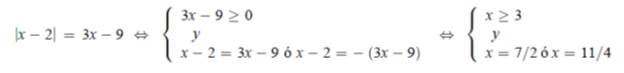 |x − 2| = 3x − 9 ⇔ { 3x − 9 ≥ 0
y
x − 2 = 3x − 9 ó x − 2 = − (3x − 9)
⇔ { x ≥ 3
y
x = 7/2 ó x = 11/4